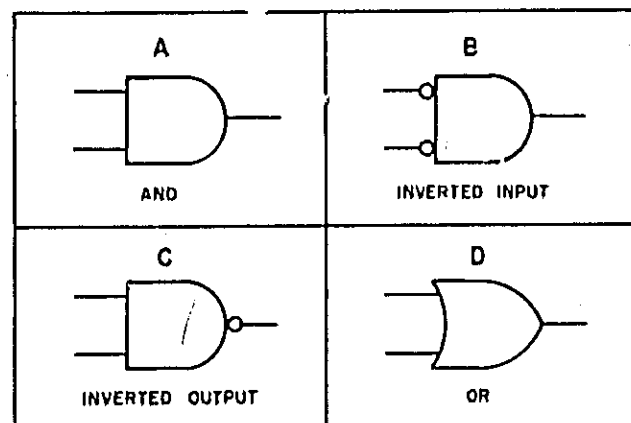 A
AND
B
INVERTED INPUT
C
INVERTED OUTPUT
D
OR